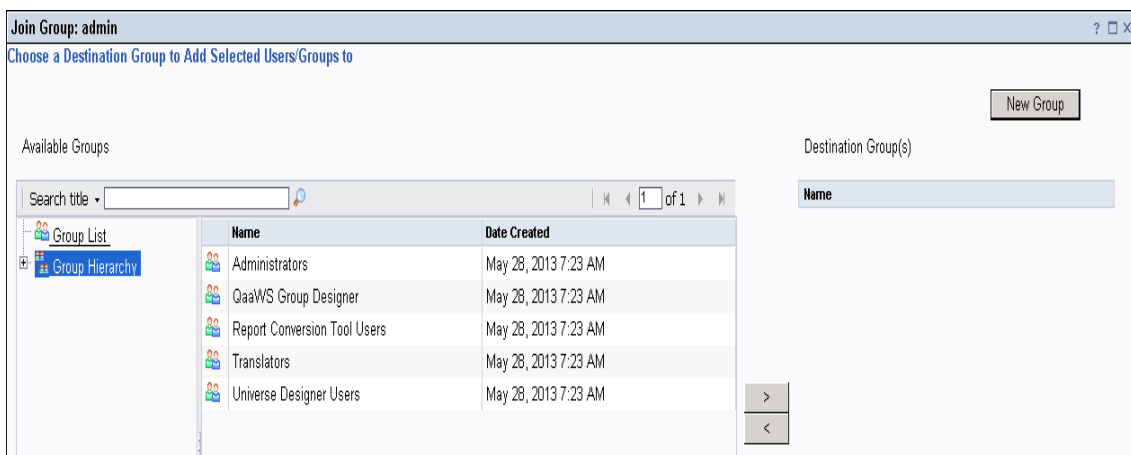 Join Group: admin
? X
Choose a Destination Group to Add Selected Users/Groups to
New Group
Available Groups
Destination Group(s)
Search title
1 of 1
Name
Group List
Group Hierarchy
Name Date Created
Administrators May 28, 2013 7:23 AM
QaaWS Group Designer May 28, 2013 7:23 AM
Report Conversion Tool Users May 28, 2013 7:23 AM
Translators May 28, 2013 7:23 AM
Universe Designer Users May 28, 2013 7:23 AM
>
<